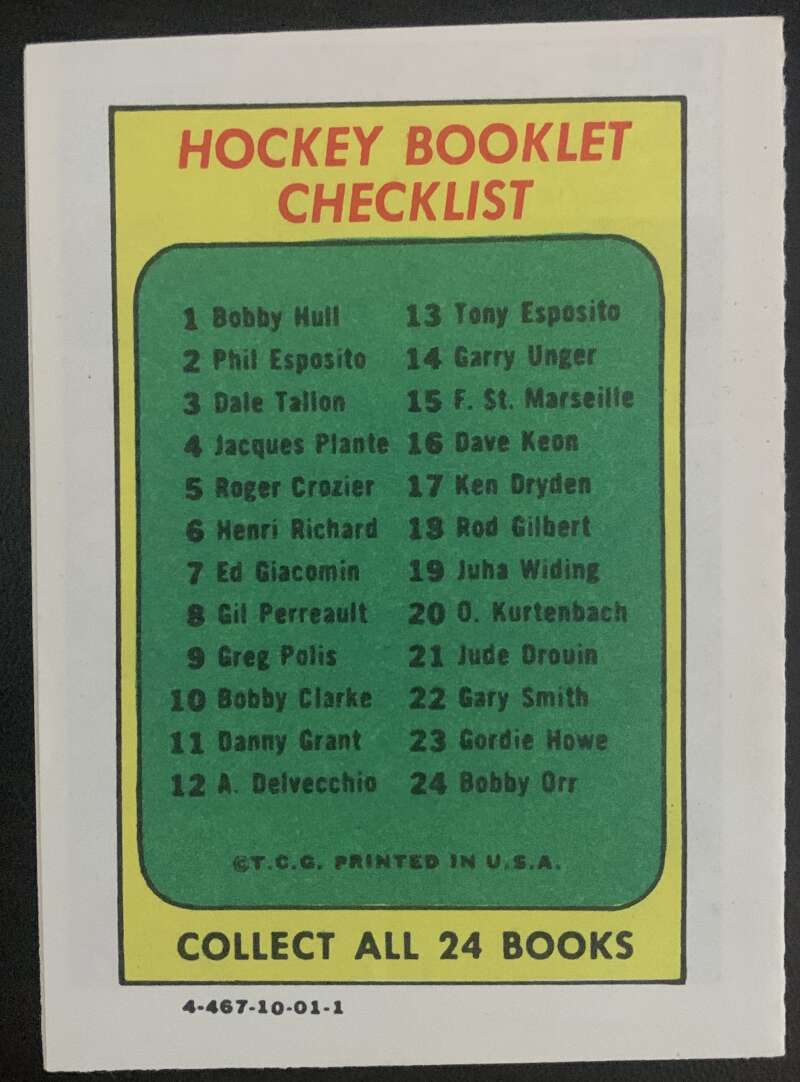 HOCKEY BOOKLET
CHECKLIST
1 Bobby Hull
2 Phil Esposito
3 Dale Tallon
4 Jacques Plante
5 Roger Crozier
6 Henri Richard
7 Ed Giacomin
8 Gil Perreault
9 Greg Polis
10 Bobby Clarke
11 Danny Grant
12 A. Delvecchio
13 Tony Esposito
14 Garry Unger
15 F. St. Marseille
16 Dave Keon
17 Ken Dryden
18 Rod Gilbert
19 Juha Widing
20 O. Kurtenbach
21 Jude Drouin
22 Gary Smith
23 Gordie Howe
24 Bobby Orr
©T.C.G. PRINTED IN U.S.A.
COLLECT ALL 24 BOOKS
4-467-10-01-1